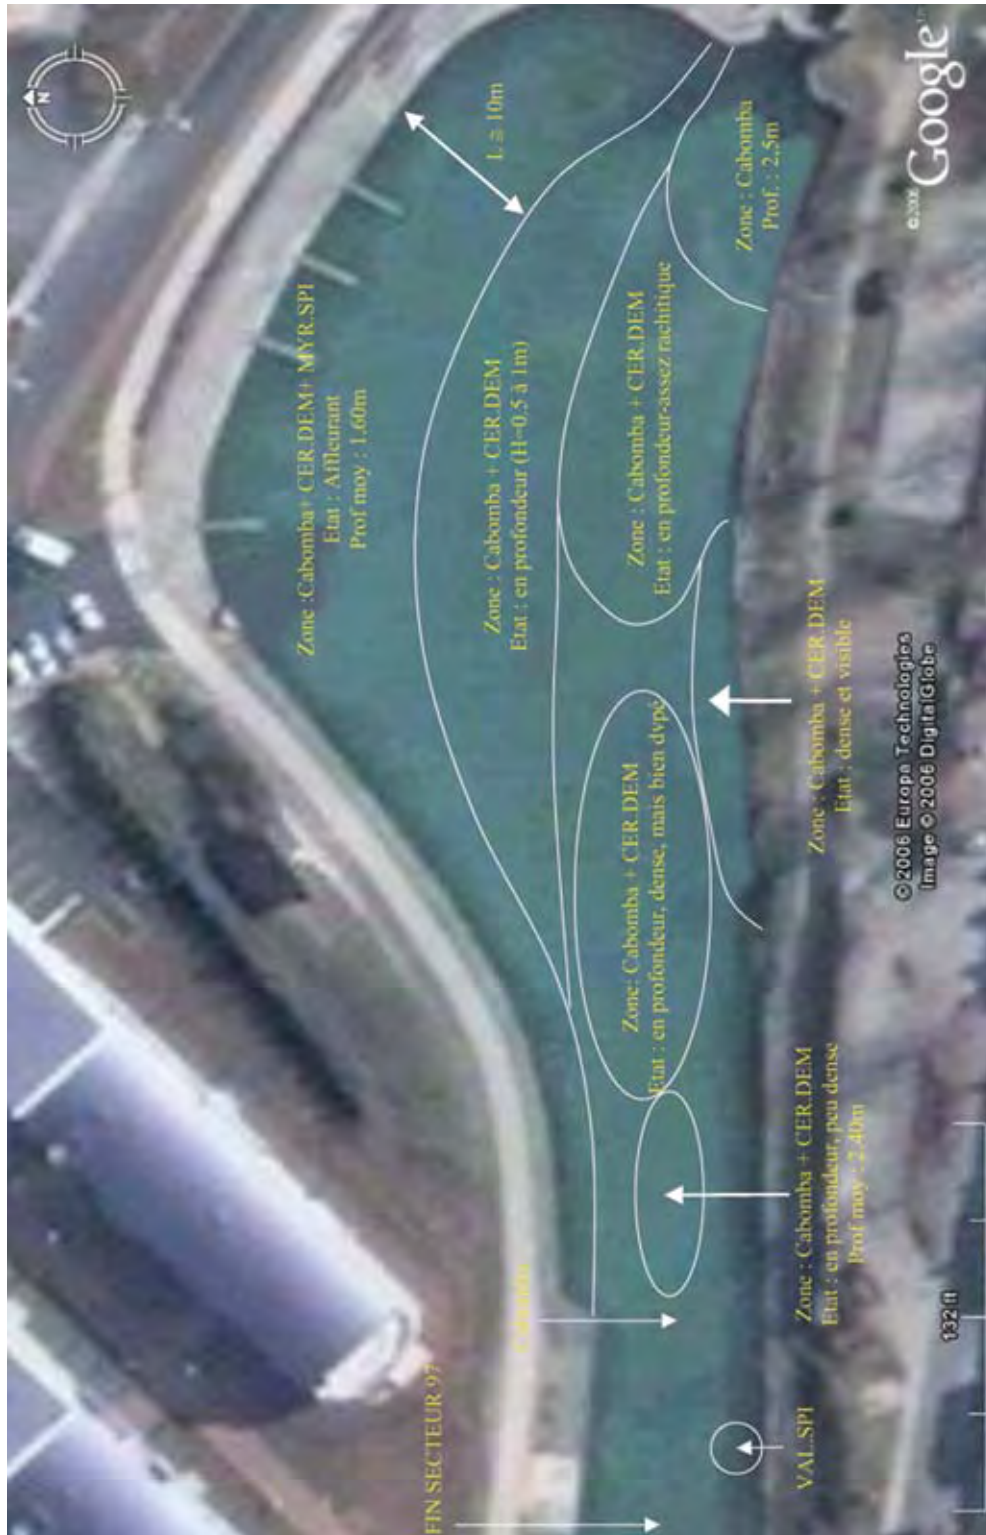 N
L ≅ 10m
Zone :Cabomba+ CER.DEM+ MYR.SPI
Etat : Affleurant
Prof moy : 1.60m
Zone : Cabomba + CER.DEM
Etat : en profondeur (H=0.5 à 1m)
Zone : Cabomba
Prof. : 2.5m
Zone : Cabomba + CER.DEM
Etat : en profondeur-assez rachitique
Zone: Cabomba + CER.DEM
Etat : en profondeur, dense, mais bien dvpé
Zone : Cabomba + CER.DEM
Etat : dense et visible
Zone : Cabomba + CER.DEM
Etat : en profondeur, peu dense
Prof moy : 2.40m
Cabomba
FIN SECTEUR 97
VAL.SPI
© 2006 Europa Technologies
Image © 2006 DigitalGlobe
©2006 Google™
132 ft